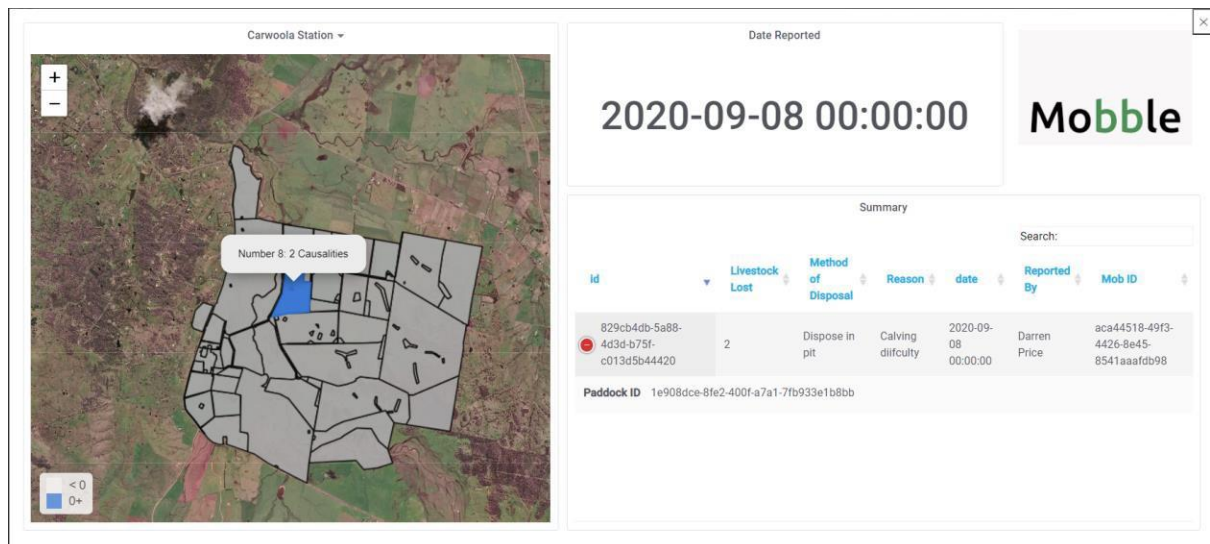 Carwoola Station
+
−
Number 8: 2 Causalities
< 0
0+
Date Reported
2020-09-08 00:00:00
Mobble
×
Summary
Search:
id
Livestock
Lost
Method
of
Disposal
Reason
date
Reported
By
Mob ID
829cb4db-5a88-
4d3d-b75f-
c013d5b44420
2
Dispose in
pit
Calving
diifculty
2020-09-
08
00:00:00
Darren
Price
aca44518-49f3-
4426-8e45-
8541aaafdb98
Paddock ID 1e908dce-8fe2-400f-a7a1-7fb933e1b8bb